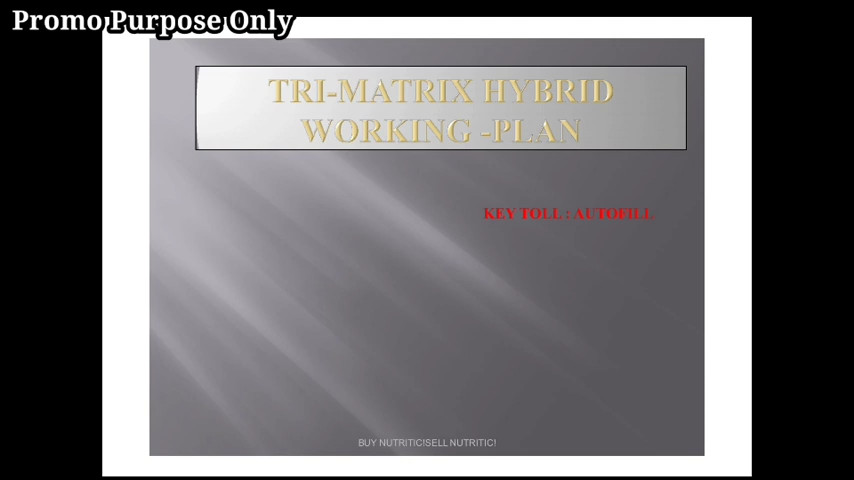 Promo Purpose Only
TRI-MATRIX HYBRID
WORKING -PLAN
KEY TOLL : AUTOFILL
BUY NUTRITIC!SELL NUTRITIC!